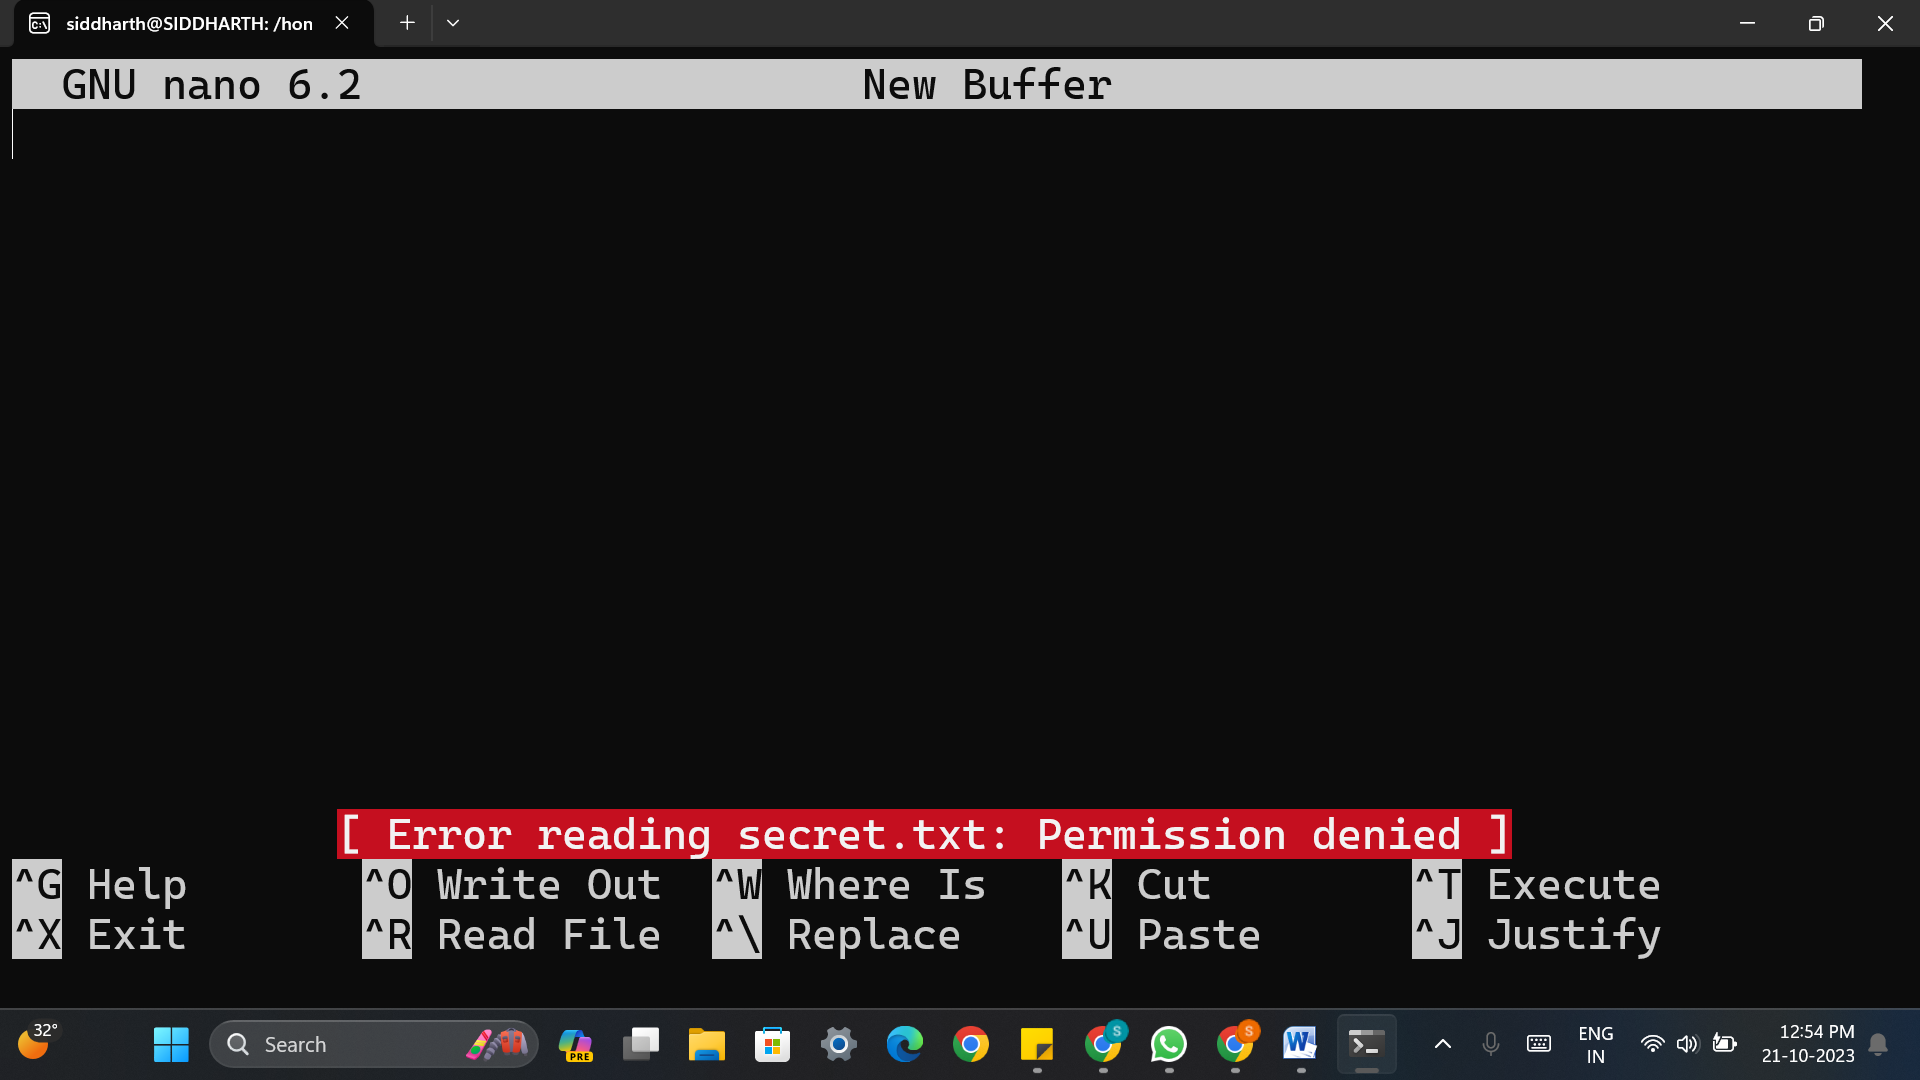 siddharth@SIDDHARTH: /hon
GNU nano 6.2 New Buffer
[ Error reading secret.txt: Permission denied ]
^G Help ^O Write Out ^W Where Is ^K Cut ^T Execute
^X Exit ^R Read File ^\ Replace ^U Paste ^J Justify
32°
Search
PRE
S
S
W
ENG
IN
12:54 PM
21-10-2023